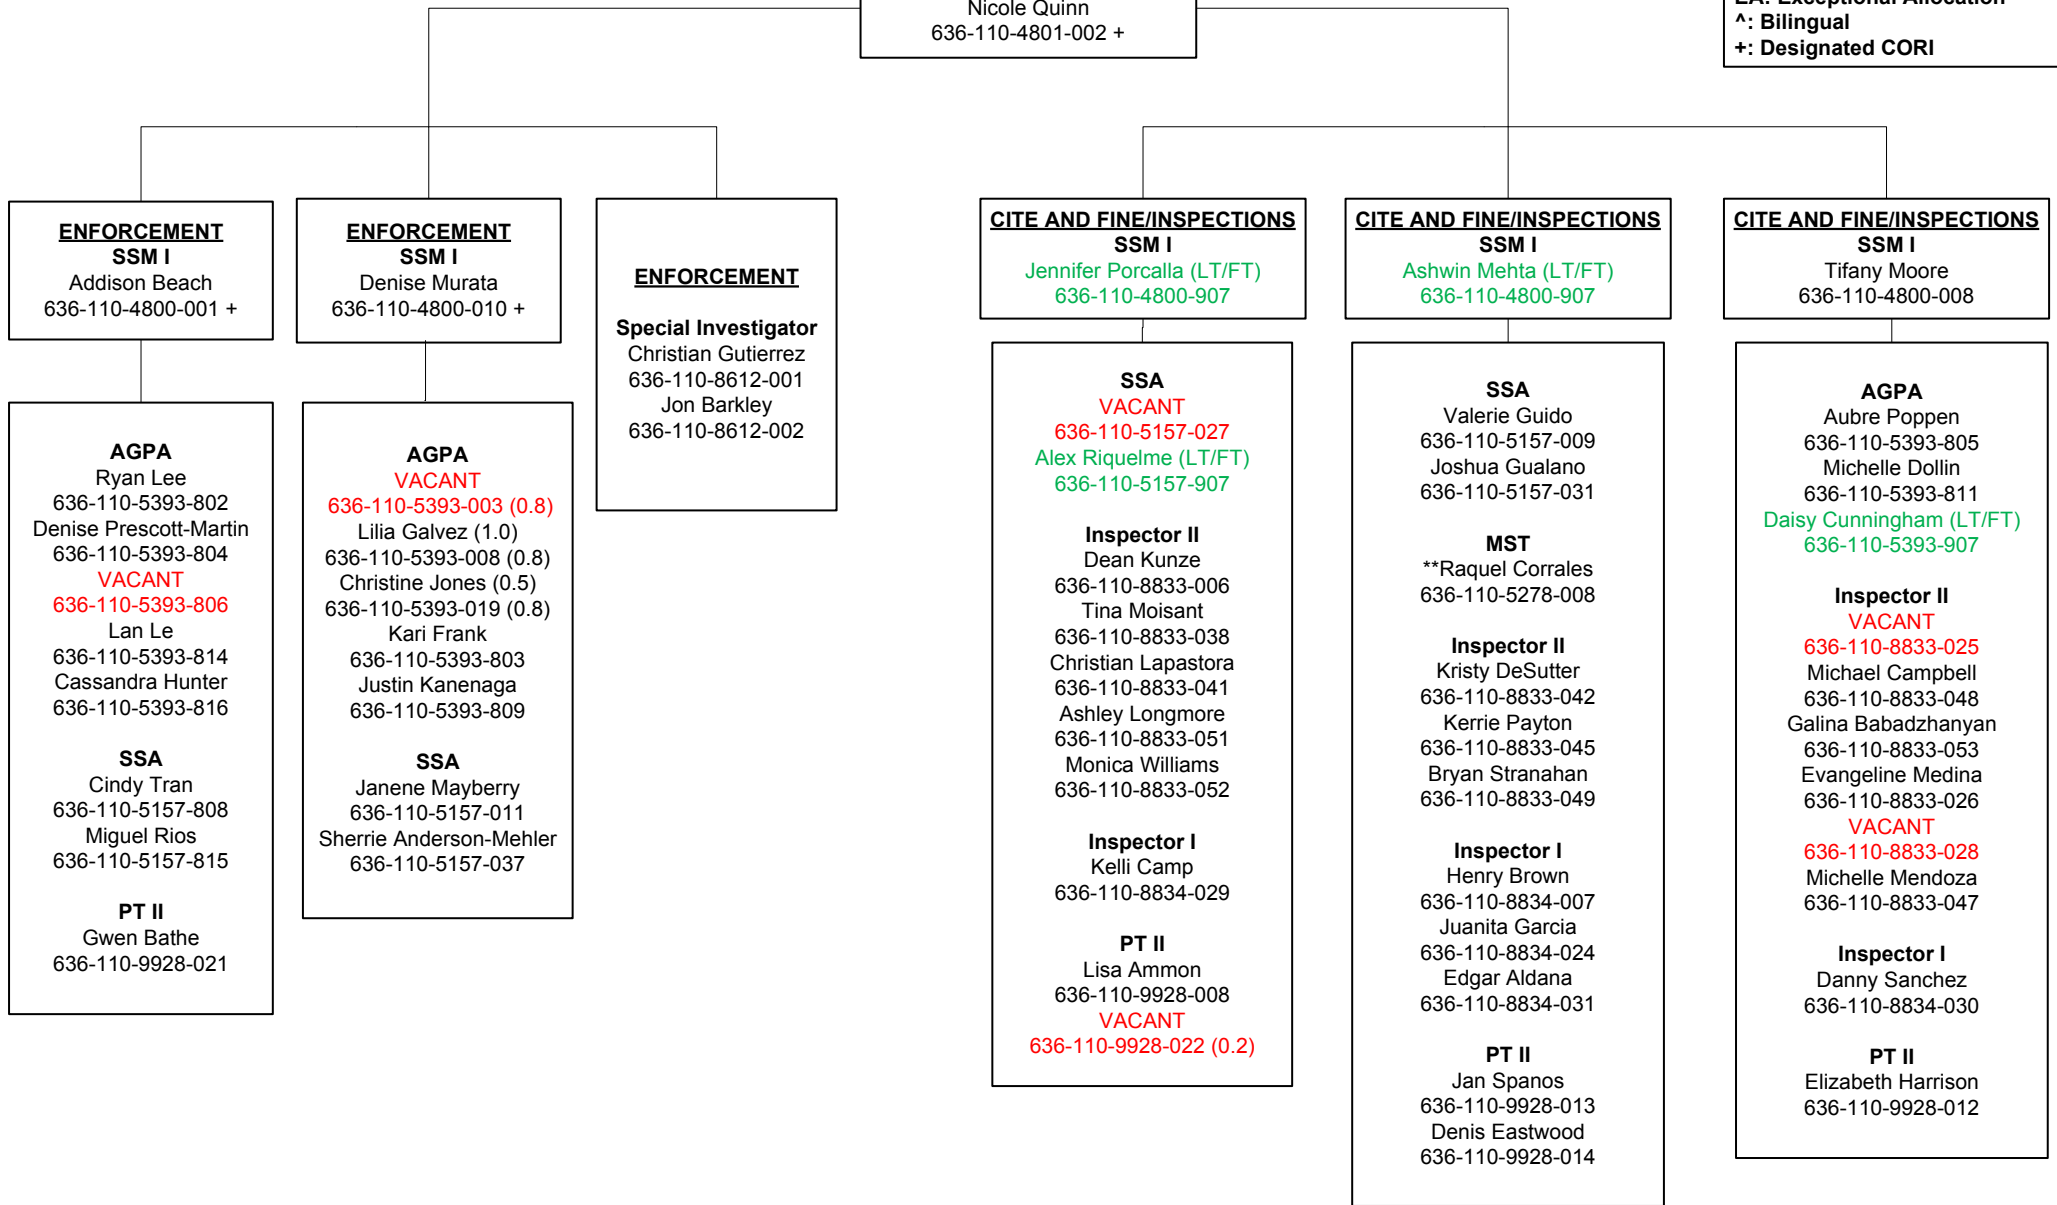 Nicole Quinn
636-110-4801-002 +
EA: Exceptional Allocation
^: Bilingual
+: Designated CORI
ENFORCEMENT
SSM I
Addison Beach
636-110-4800-001 +
ENFORCEMENT
SSM I
Denise Murata
636-110-4800-010 +
ENFORCEMENT
Special Investigator
Christian Gutierrez
636-110-8612-001
Jon Barkley
636-110-8612-002
CITE AND FINE/INSPECTIONS
SSM I
Jennifer Porcalla (LT/FT)
636-110-4800-907
CITE AND FINE/INSPECTIONS
SSM I
Ashwin Mehta (LT/FT)
636-110-4800-907
CITE AND FINE/INSPECTIONS
SSM I
Tifany Moore
636-110-4800-008
AGPA
Ryan Lee
636-110-5393-802
Denise Prescott-Martin
636-110-5393-804
VACANT
636-110-5393-806
Lan Le
636-110-5393-814
Cassandra Hunter
636-110-5393-816
SSA
Cindy Tran
636-110-5157-808
Miguel Rios
636-110-5157-815
PT II
Gwen Bathe
636-110-9928-021
AGPA
VACANT
636-110-5393-003 (0.8)
Lilia Galvez (1.0)
636-110-5393-008 (0.8)
Christine Jones (0.5)
636-110-5393-019 (0.8)
Kari Frank
636-110-5393-803
Justin Kanenaga
636-110-5393-809
SSA
Janene Mayberry
636-110-5157-011
Sherrie Anderson-Mehler
636-110-5157-037
SSA
VACANT
636-110-5157-027
Alex Riquelme (LT/FT)
636-110-5157-907
Inspector II
Dean Kunze
636-110-8833-006
Tina Moisant
636-110-8833-038
Christian Lapastora
636-110-8833-041
Ashley Longmore
636-110-8833-051
Monica Williams
636-110-8833-052
Inspector I
Kelli Camp
636-110-8834-029
PT II
Lisa Ammon
636-110-9928-008
VACANT
636-110-9928-022 (0.2)
SSA
Valerie Guido
636-110-5157-009
Joshua Gualano
636-110-5157-031
MST
**Raquel Corrales
636-110-5278-008
Inspector II
Kristy DeSutter
636-110-8833-042
Kerrie Payton
636-110-8833-045
Bryan Stranahan
636-110-8833-049
Inspector I
Henry Brown
636-110-8834-007
Juanita Garcia
636-110-8834-024
Edgar Aldana
636-110-8834-031
PT II
Jan Spanos
636-110-9928-013
Denis Eastwood
636-110-9928-014
AGPA
Aubre Poppen
636-110-5393-805
Michelle Dollin
636-110-5393-811
Daisy Cunningham (LT/FT)
636-110-5393-907
Inspector II
VACANT
636-110-8833-025
Michael Campbell
636-110-8833-048
Galina Babadzhanyan
636-110-8833-053
Evangeline Medina
636-110-8833-026
VACANT
636-110-8833-028
Michelle Mendoza
636-110-8833-047
Inspector I
Danny Sanchez
636-110-8834-030
PT II
Elizabeth Harrison
636-110-9928-012